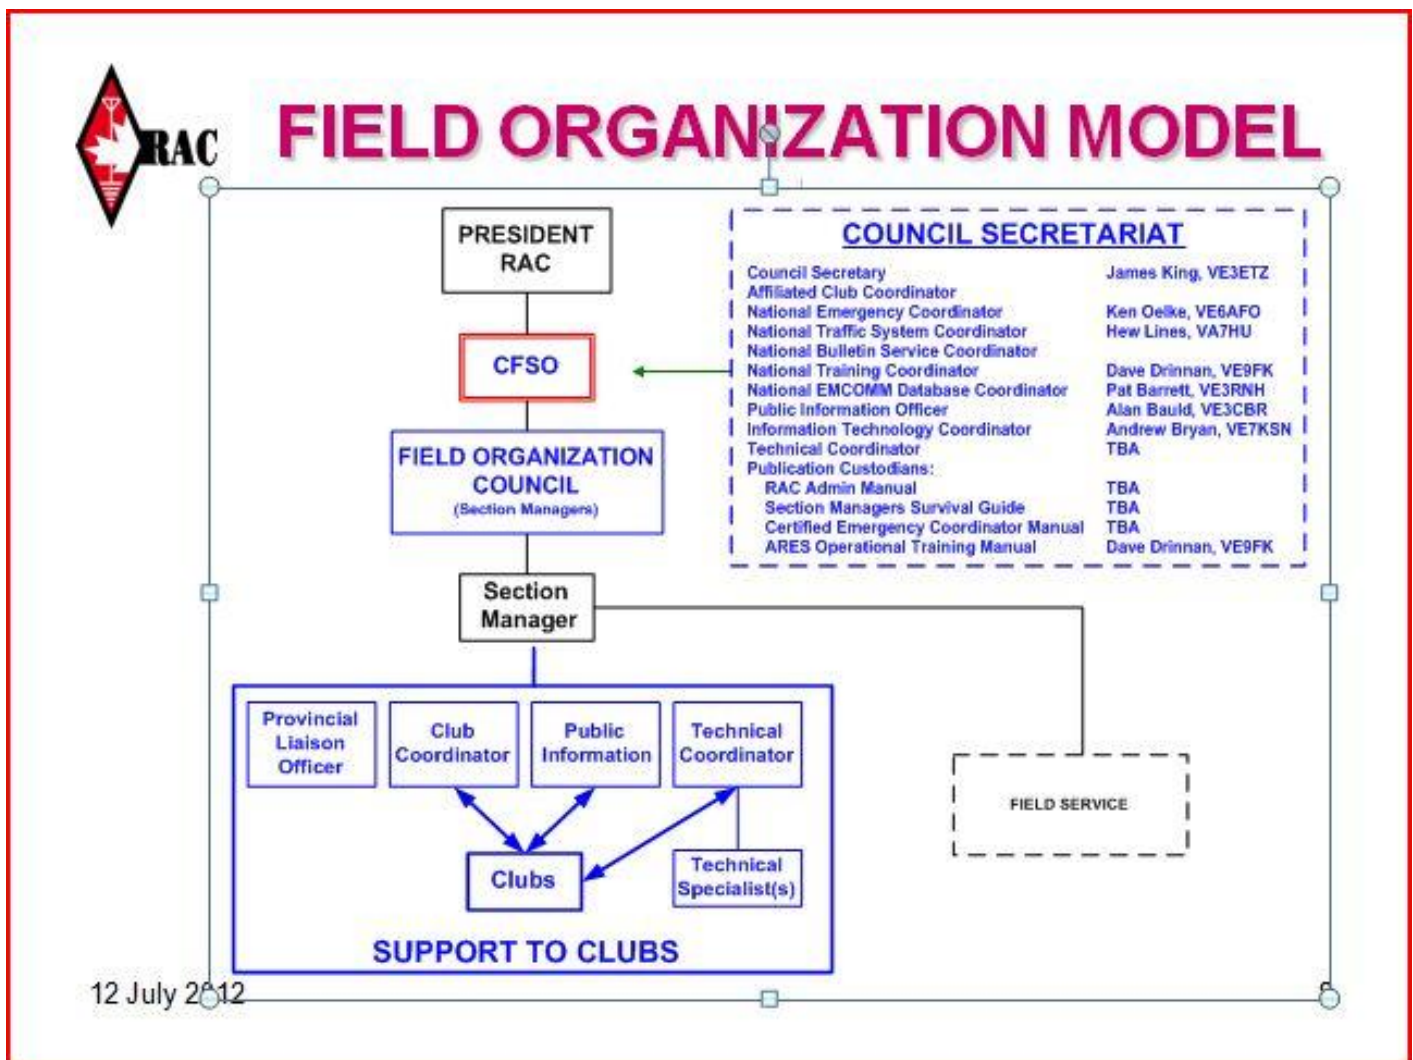 RAC
FIELD ORGANIZATION MODEL
PRESIDENT
RAC
CFSO
FIELD ORGANIZATION
COUNCIL
(Section Managers)
Section
Manager
COUNCIL SECRETARIAT
Council Secretary James King, VE3ETZ
Affiliated Club Coordinator
National Emergency Coordinator Ken Oelke, VE6AFO
National Traffic System Coordinator Hew Lines, VA7HU
National Bulletin Service Coordinator
National Training Coordinator Dave Drinnan, VE9FK
National EMCOMM Database Coordinator Pat Barrett, VE3RNH
Public Information Officer Alan Bauld, VE3CBR
Information Technology Coordinator Andrew Bryan, VE7KSN
Technical Coordinator TBA
Publication Custodians:
RAC Admin Manual TBA
Section Managers Survival Guide TBA
Certified Emergency Coordinator Manual TBA
ARES Operational Training Manual Dave Drinnan, VE9FK
Provincial
Liaison
Officer
Club
Coordinator
Public
Information
Technical
Coordinator
Clubs
Technical
Specialist(s)
SUPPORT TO CLUBS
FIELD SERVICE
12 July 2012